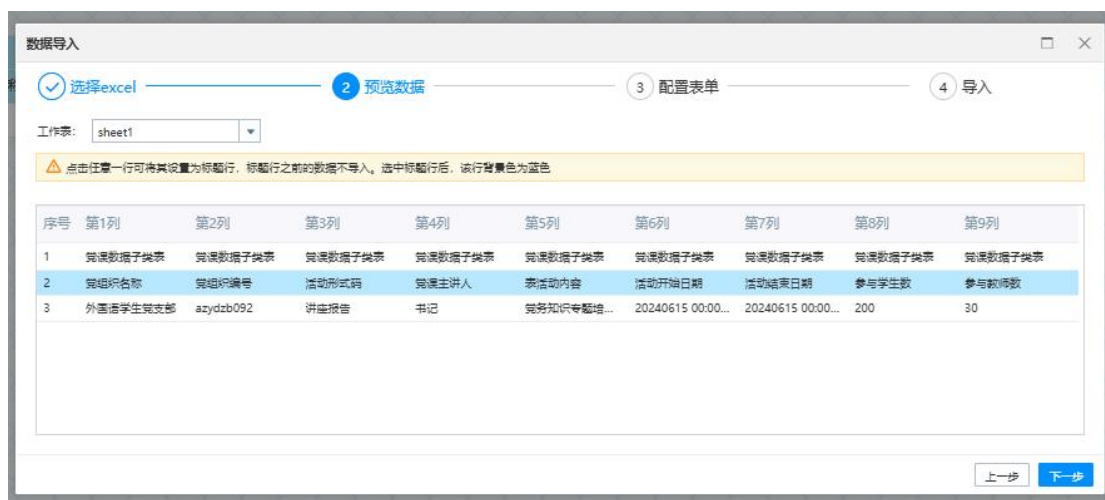 数据导入
选择excel 2 预览数据 3 配置表单 4 导入
工作表: sheet1
点击任意一行可将其设置为标题行，标题行之前的数据不导入。选中标题行后，该行背景色为蓝色
序号 第1列 第2列 第3列 第4列 第5列 第6列 第7列 第8列 第9列
1 党课数据子类表 党课数据子类表 党课数据子类表 党课数据子类表 党课数据子类表 党课数据子类表 党课数据子类表 党课数据子类表 党课数据子类表
2 党组织名称 党组织编号 活动形式码 党课主讲人 表活动内容 活动开始日期 活动结束日期 参与学生数 参与教师数
3 外国语学生党支部 azydzb092 讲座报告 书记 党务知识专题培... 20240615 00:00... 20240615 00:00... 200 30
上一步 下一步